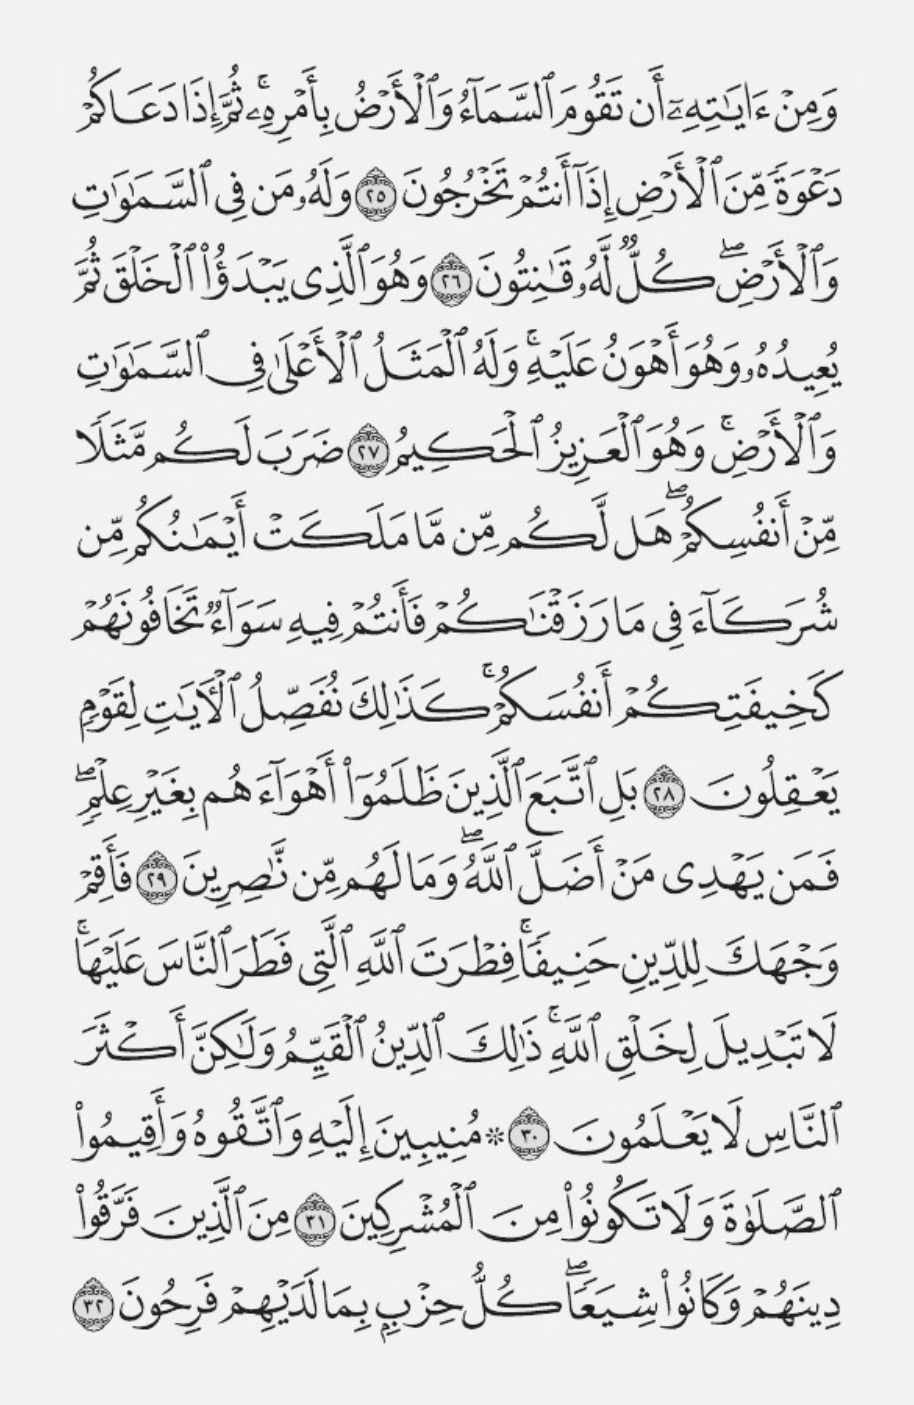 وَمِنْ ءَايَٰتِهِۦٓ أَن تَقُومَ ٱلسَّمَآءُ وَٱلْأَرْضُ بِأَمْرِهِۦۚ ثُمَّ إِذَا دَعَاكُمْ
دَعْوَةً مِّنَ ٱلْأَرْضِ إِذَآ أَنتُمْ تَخْرُجُونَ ٢٥ وَلَهُۥ مَن فِى ٱلسَّمَٰوَٰتِ
وَٱلْأَرْضِۖ كُلٌّ لَّهُۥ قَٰنِتُونَ ٢٦ وَهُوَ ٱلَّذِى يَبْدَؤُا۟ ٱلْخَلْقَ ثُمَّ
يُعِيدُهُۥ وَهُوَ أَهْوَنُ عَلَيْهِۚ وَلَهُ ٱلْمَثَلُ ٱلْأَعْلَىٰ فِى ٱلسَّمَٰوَٰتِ
وَٱلْأَرْضِۚ وَهُوَ ٱلْعَزِيزُ ٱلْحَكِيمُ ٢٧ ضَرَبَ لَكُم مَّثَلًا
مِّنْ أَنفُسِكُمْۖ هَل لَّكُم مِّن مَّا مَلَكَتْ أَيْمَٰنُكُم مِّن
شُرَكَآءَ فِى مَا رَزَقْنَٰكُمْ فَأَنتُمْ فِيهِ سَوَآءٌ تَخَافُونَهُمْ
كَخِيفَتِكُمْ أَنفُسَكُمْۚ كَذَٰلِكَ نُفَصِّلُ ٱلْءَايَٰتِ لِقَوْمٍ
يَعْقِلُونَ ٢٨ بَلِ ٱتَّبَعَ ٱلَّذِينَ ظَلَمُوٓا۟ أَهْوَآءَهُم بِغَيْرِ عِلْمٍۖ
فَمَن يَهْدِى مَنْ أَضَلَّ ٱللَّهُۖ وَمَا لَهُم مِّن نَّٰصِرِينَ ٢٩ فَأَقِمْ
وَجْهَكَ لِلدِّينِ حَنِيفًاۚ فِطْرَتَ ٱللَّهِ ٱلَّتِى فَطَرَ ٱلنَّاسَ عَلَيْهَاۚ
لَا تَبْدِيلَ لِخَلْقِ ٱللَّهِۚ ذَٰلِكَ ٱلدِّينُ ٱلْقَيِّمُ وَلَٰكِنَّ أَكْثَرَ
ٱلنَّاسِ لَا يَعْلَمُونَ ٣٠ ۞ مُنِيبِينَ إِلَيْهِ وَٱتَّقُوهُ وَأَقِيمُوا۟
ٱلصَّلَوٰةَ وَلَا تَكُونُوا۟ مِنَ ٱلْمُشْرِكِينَ ٣١ مِنَ ٱلَّذِينَ فَرَّقُوا۟
دِينَهُمْ وَكَانُوا۟ شِيَعًاۖ كُلُّ حِزْبٍۭ بِمَا لَدَيْهِمْ فَرِحُونَ ٣٢